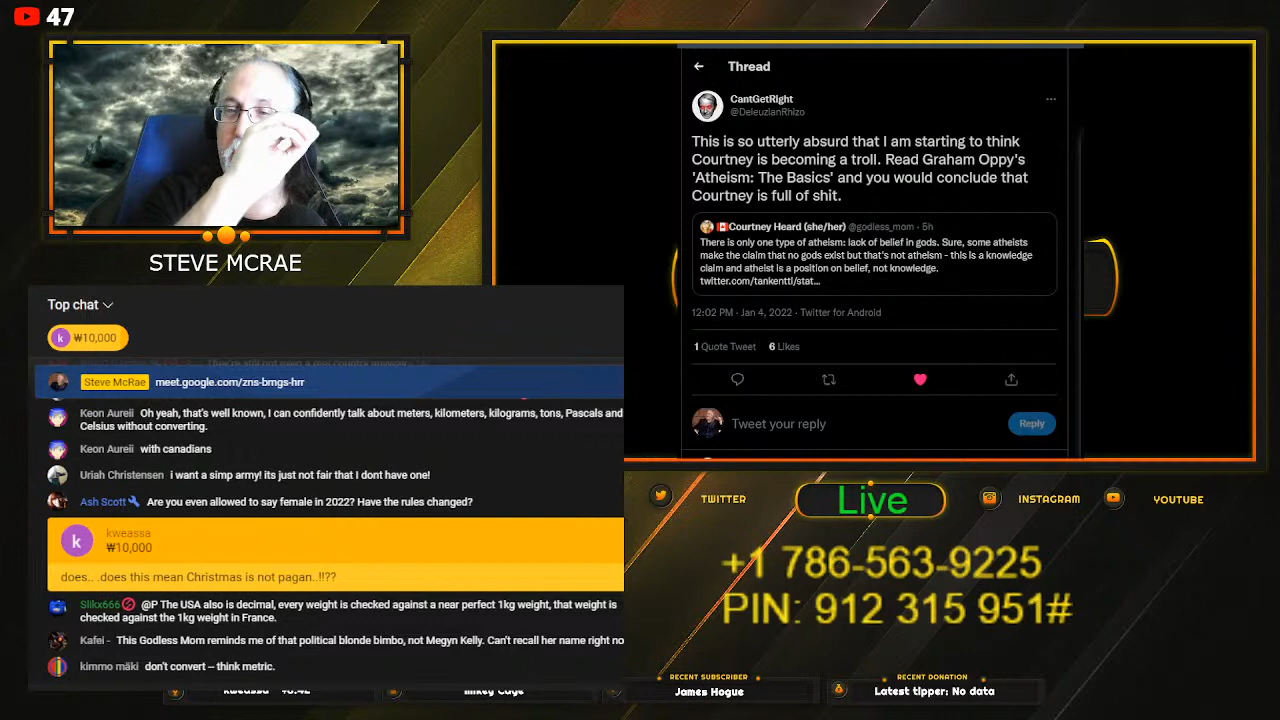 47
STEVE MCRAE
Top chat
k ₩10,000
Steve McRae meet.google.com/zns-bmgs-hrr
Keon Aureii Oh yeah, that's well known, I can confidently talk about meters, kilometers, kilograms, tons, Pascals and
Celsius without converting.
Keon Aureii with canadians
Uriah Christensen i want a simp army! its just not fair that I dont have one!
Ash Scott Are you even allowed to say female in 2022? Have the rules changed?
k
kweassa
₩10,000
does.. .does this mean Christmas is not pagan..!!??
Slikx666 @P The USA also is decimal, every weight is checked against a near perfect 1kg weight, that weight is
checked against the 1kg weight in France.
Kafei - This Godless Mom reminds me of that political blonde bimbo, not Megyn Kelly. Can't recall her name right no
kimmo mäki don't convert – think metric.
Thread
CantGetRight
@DeleuzianRhizo
This is so utterly absurd that I am starting to think
Courtney is becoming a troll. Read Graham Oppy's
'Atheism: The Basics' and you would conclude that
Courtney is full of shit.
Courtney Heard (she/her) @godless_mom · 5h
There is only one type of atheism: lack of belief in gods. Sure, some atheists
make the claim that no gods exist but that's not atheism - this is a knowledge
claim and atheist is a position on belief, not knowledge.
twitter.com/tankentti/stat...
12:02 PM · Jan 4, 2022 · Twitter for Android
1 Quote Tweet 6 Likes
Tweet your reply
Reply
TWITTER
Live
INSTAGRAM
YOUTUBE
+1 786-563-9225
PIN: 912 315 951#
RECENT SUBSCRIBER
James Hogue
RECENT DONATION
Latest tipper: No data